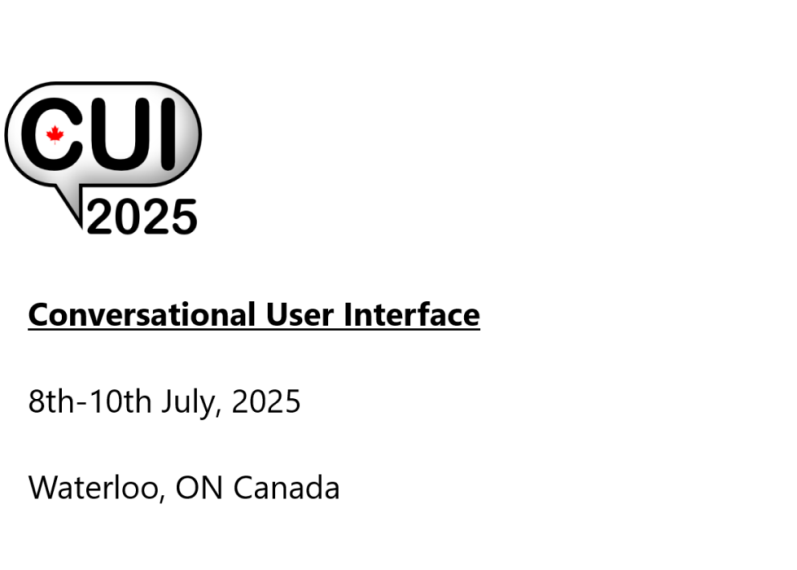 CUI
2025
Conversational User Interface
8th-10th July, 2025
Waterloo, ON Canada